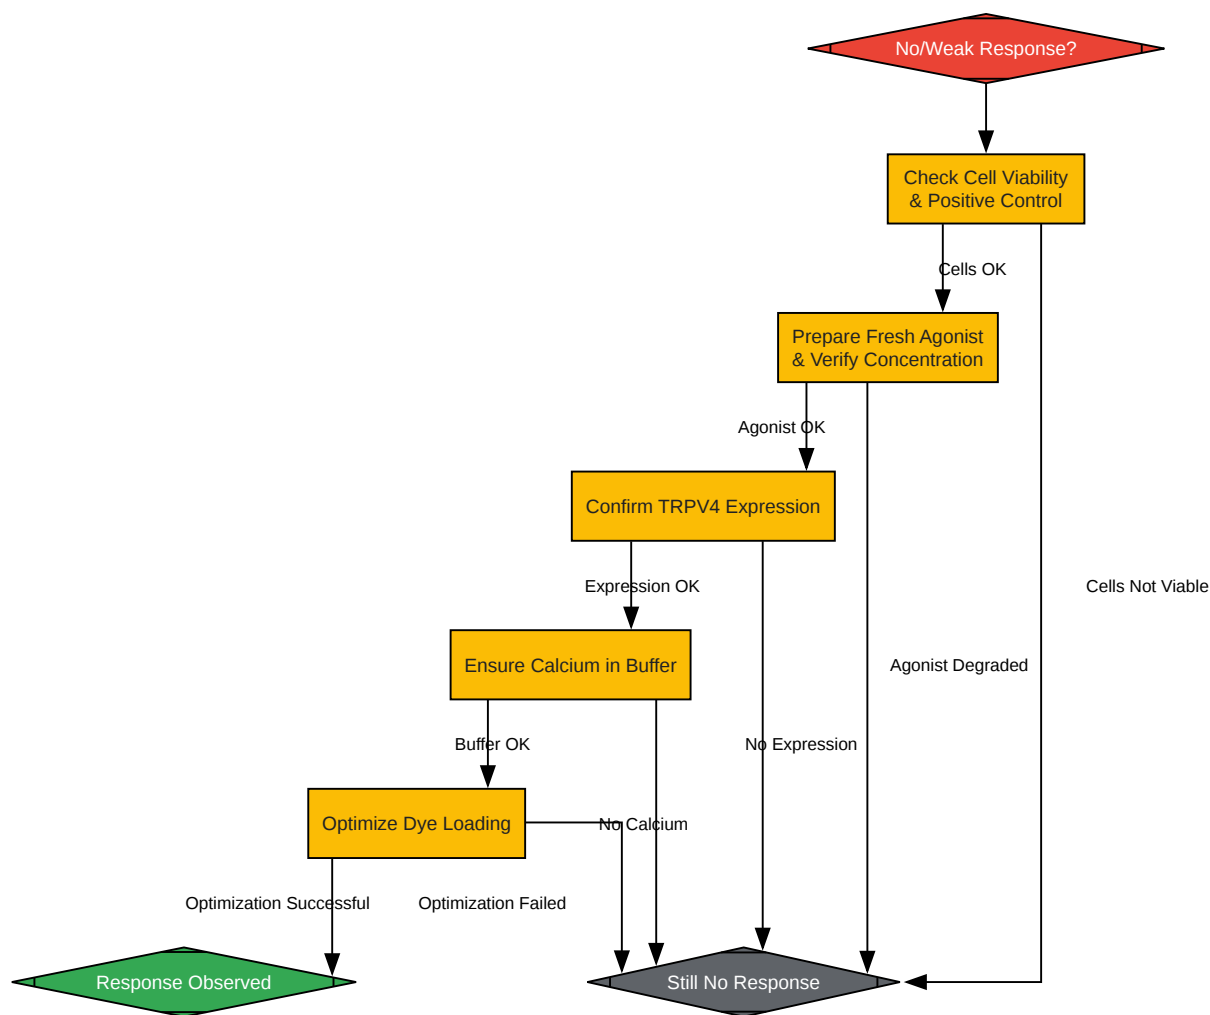 No/Weak Response?
Check Cell Viability
& Positive Control
Cells OK
Prepare Fresh Agonist
& Verify Concentration
Agonist OK
Confirm TRPV4 Expression
Expression OK
Cells Not Viable
Ensure Calcium in Buffer
Agonist Degraded
Buffer OK
No Expression
Optimize Dye Loading
No Calcium
Optimization Successful
Optimization Failed
Response Observed
Still No Response